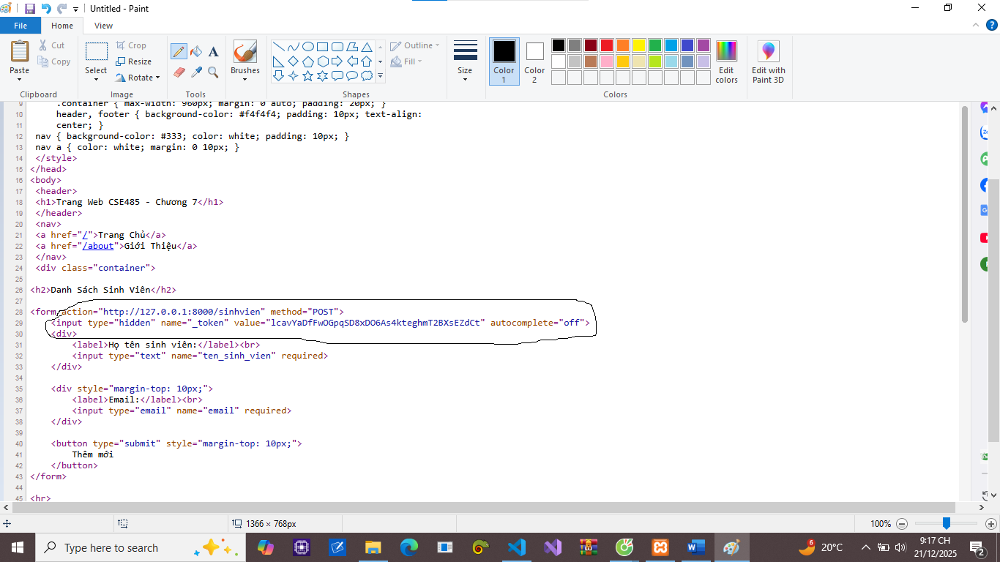 Untitled - Paint
File Home View
Paste
Cut
Copy
Clipboard
Select
Crop
Resize
Rotate
Image
Tools
Brushes
Outline
Fill
Shapes
Size
Color 1
Color 2
Edit colors
Colors
Edit with Paint 3D
9 .container { max-width: 960px; margin: 0 auto; padding: 20px; }
10 header, footer { background-color: #f4f4f4; padding: 10px; text-align:
11 center; }
12 nav { background-color: #333; color: white; padding: 10px; }
13 nav a { color: white; margin: 0 10px; }
14 </style>
15 </head>
16 <body>
17 <header>
18 <h1>Trang Web CSE485 - Chương 7</h1>
19 </header>
20 <nav>
21 <a href="/">Trang Chủ</a>
22 <a href="/about">Giới Thiệu</a>
23 </nav>
24 <div class="container">
25
26 <h2>Danh Sách Sinh Viên</h2>
27
28 <form action="http://127.0.0.1:8000/sinhvien" method="POST">
29 <input type="hidden" name="_token" value="lcavYaDfFwOGpqSD8xDO6As4kteghmT2BXsEZdCt" autocomplete="off">
30 <div>
31 <label>Họ tên sinh viên:</label><br>
32 <input type="text" name="ten_sinh_vien" required>
33 </div>
34
35 <div style="margin-top: 10px;">
36 <label>Email:</label><br>
37 <input type="email" name="email" required>
38 </div>
39
40 <button type="submit" style="margin-top: 10px;">
41 Thêm mới
42 </button>
43 </form>
44
45 <hr>
1366 × 768px
100%
Type here to search
20°C
9:17 CH
21/12/2025